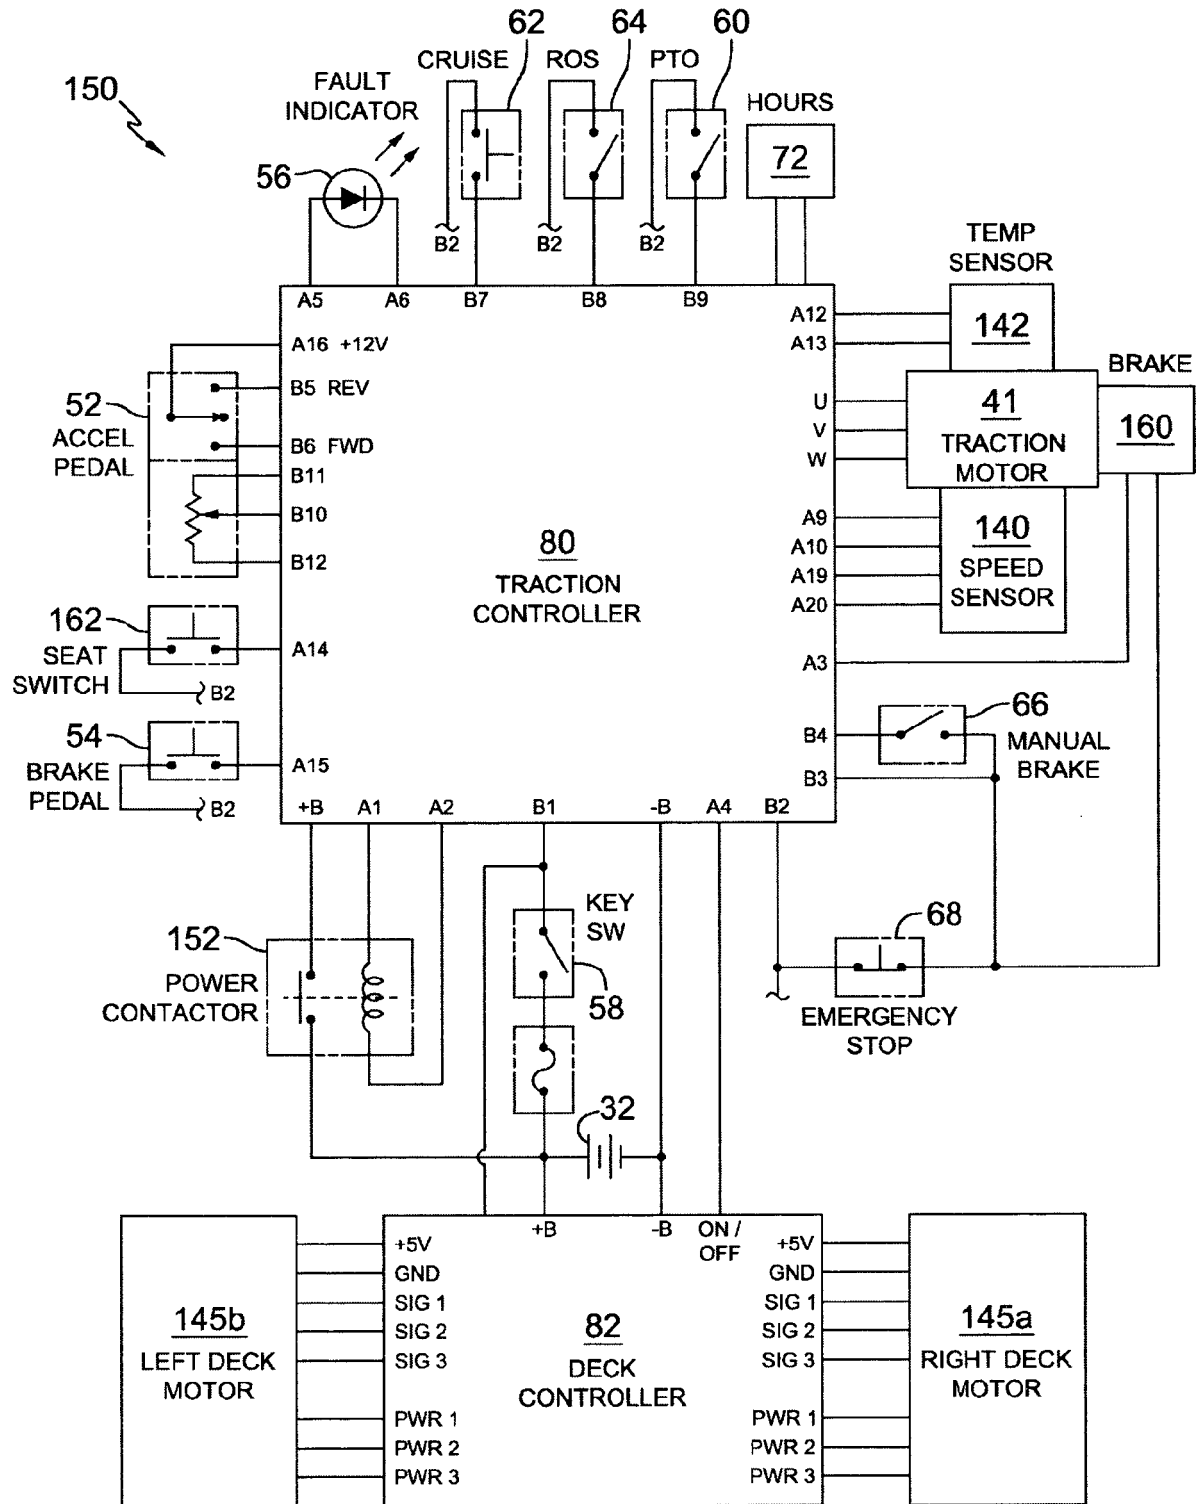 62
64
60
CRUISE
ROS
PTO
150
FAULT
INDICATOR
HOURS
72
56
B2
B2
B2
TEMP
SENSOR
142
A5
A6
B7
B8
B9
A12
A13
A16 +12V
B5 REV
B6 FWD
B11
B10
B12
52
ACCEL
PEDAL
U
V
W
41
TRACTION
MOTOR
BRAKE
160
80
TRACTION
CONTROLLER
A9
A10
A19
A20
140
SPEED
SENSOR
162
SEAT
SWITCH
A14
B2
A3
54
BRAKE
PEDAL
A15
B2
B4
B3
66
MANUAL
BRAKE
+B
A1
A2
B1
-B
A4
B2
KEY
SW
58
68
EMERGENCY
STOP
152
POWER
CONTACTOR
32
+B
-B
ON /
OFF
145b
LEFT DECK
MOTOR
+5V
GND
SIG 1
SIG 2
SIG 3
PWR 1
PWR 2
PWR 3
82
DECK
CONTROLLER
+5V
GND
SIG 1
SIG 2
SIG 3
PWR 1
PWR 2
PWR 3
145a
RIGHT DECK
MOTOR